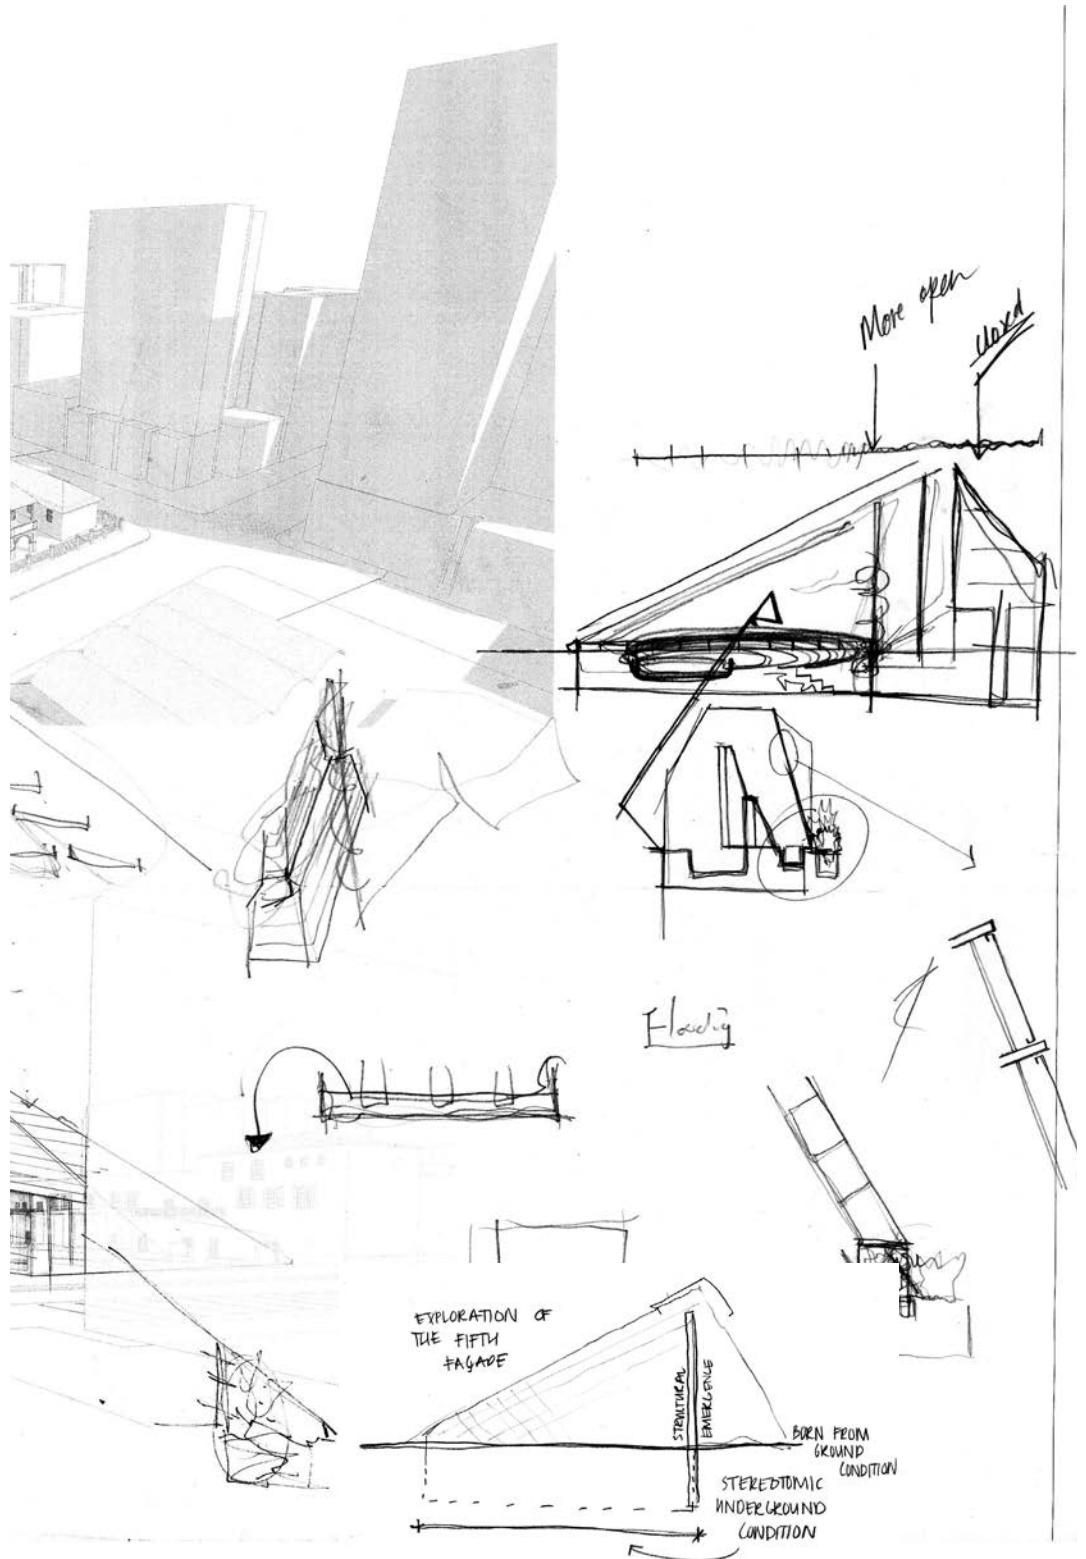 More open
closed
Flooding
EXPLORATION OF
THE FIFTH
FAÇADE
STRUCTURAL
EMERGENCE
BORN FROM
GROUND
CONDITION
STEREOTOMIC
UNDERGROUND
CONDITION